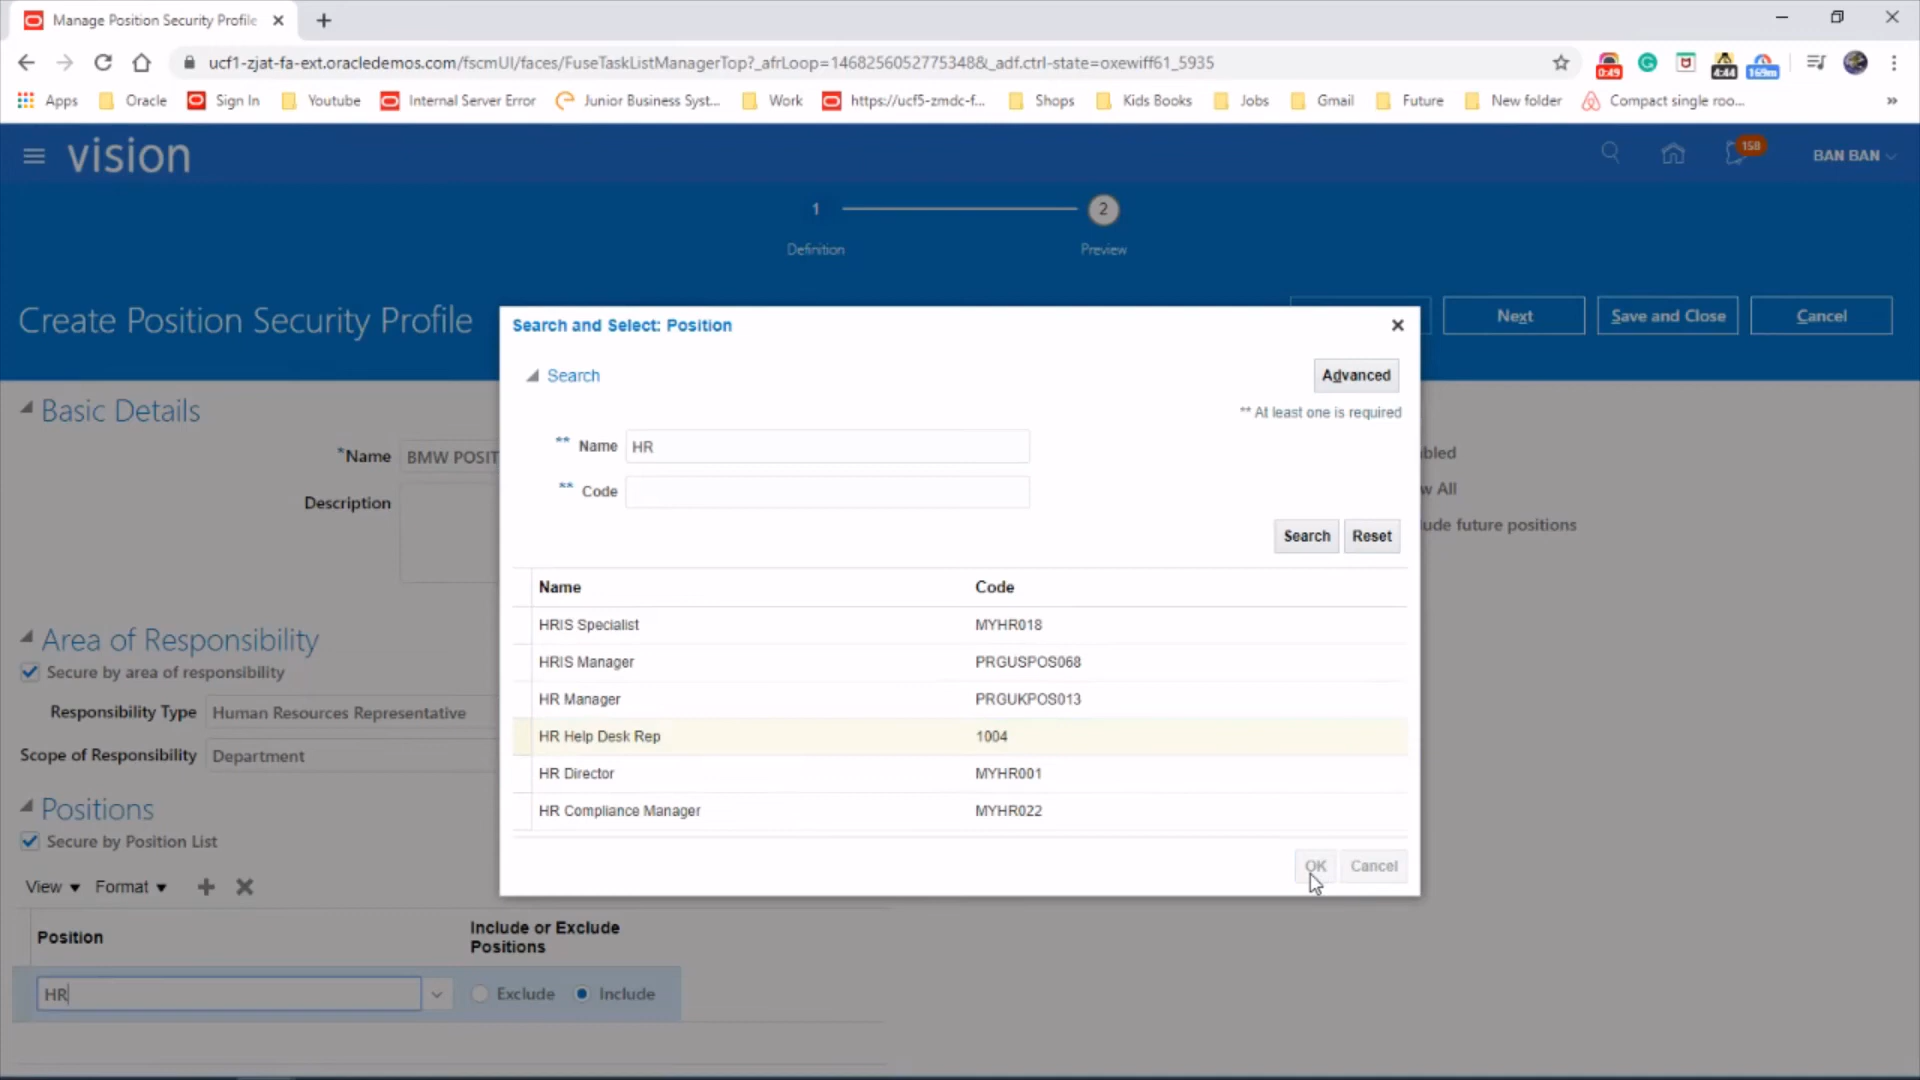 Manage Position Security Profile
ucf1-zjat-fa-ext.oracledemos.com/fscmUI/faces/FuseTaskListManagerTop?_afrLoop=1468256052775348&_adf.ctrl-state=oxewiff61_5935
0:49
4:44
169m
Apps Oracle Sign In Youtube Internal Server Error Junior Business Syst... Work https://ucf5-zmdc-f... Shops Kids Books Jobs Gmail Future New folder Compact single roo... »
vision
158
BAN BAN
1 2
Definition Preview
Create Position Security Profile
Next Save and Close Cancel
Search and Select: Position
Search
Advanced
** At least one is required
** Name HR
** Code
Search Reset
Name Code
HRIS Specialist MYHR018
HRIS Manager PRGUSPOS068
HR Manager PRGUKPOS013
HR Help Desk Rep 1004
HR Director MYHR001
HR Compliance Manager MYHR022
OK Cancel
Basic Details
*Name BMW POSIT
Description
bled
w All
ude future positions
Area of Responsibility
Secure by area of responsibility
Responsibility Type Human Resources Representative
Scope of Responsibility Department
Positions
Secure by Position List
View Format
Position Include or Exclude
Positions
HR Exclude Include